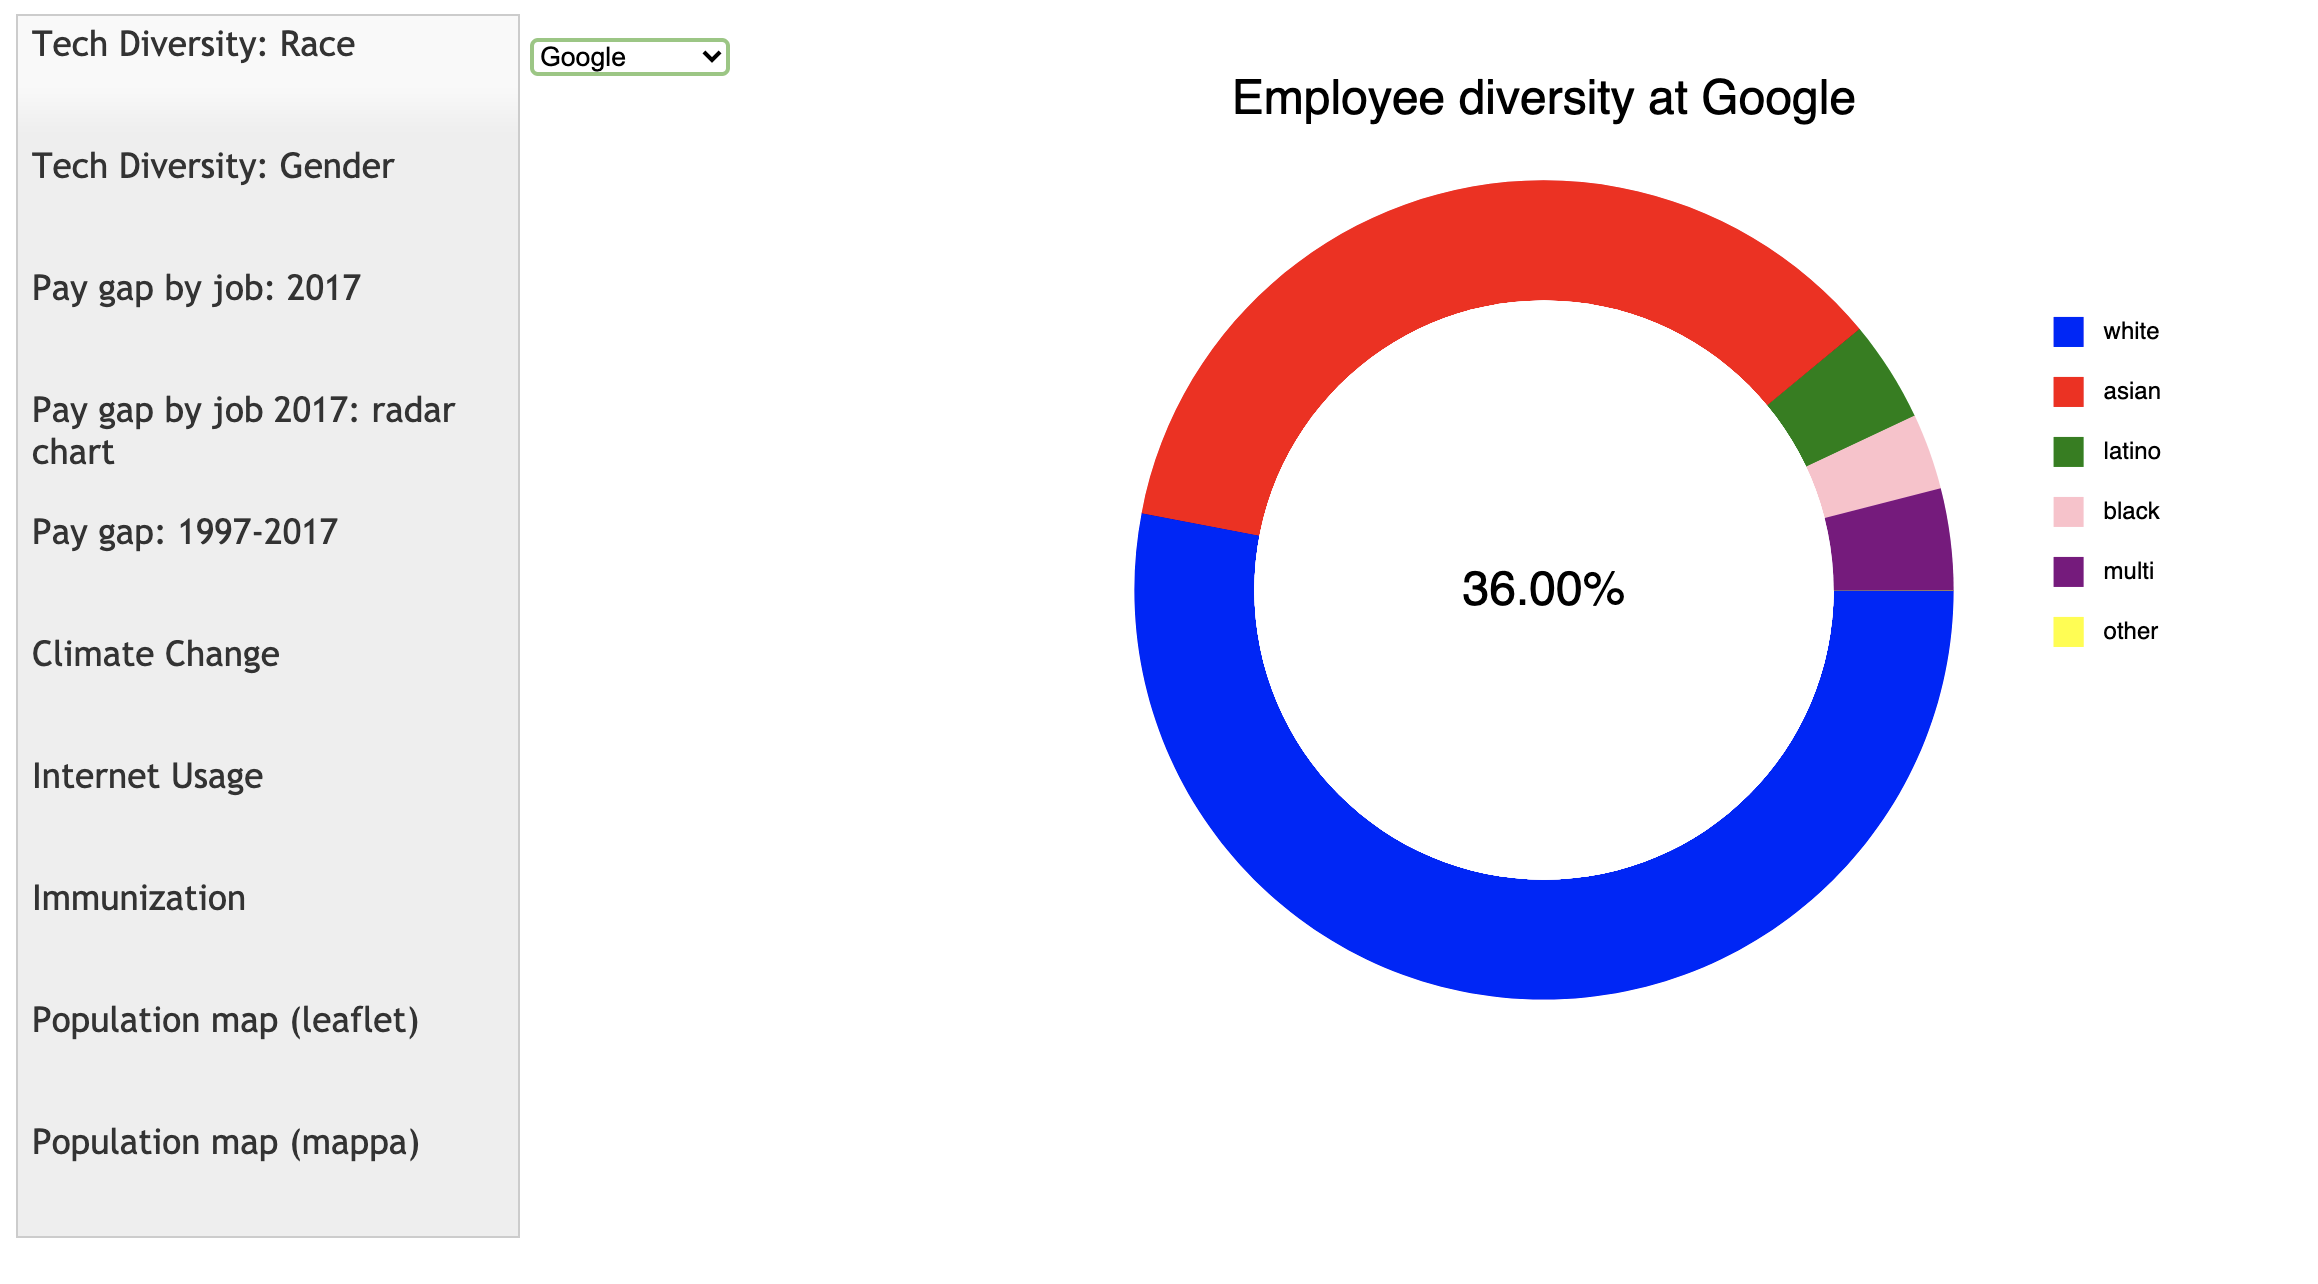 Tech Diversity: Race
Tech Diversity: Gender
Pay gap by job: 2017
Pay gap by job 2017: radar
chart
Pay gap: 1997-2017
Climate Change
Internet Usage
Immunization
Population map (leaflet)
Population map (mappa)
Google
Employee diversity at Google
36.00%
white
asian
latino
black
multi
other